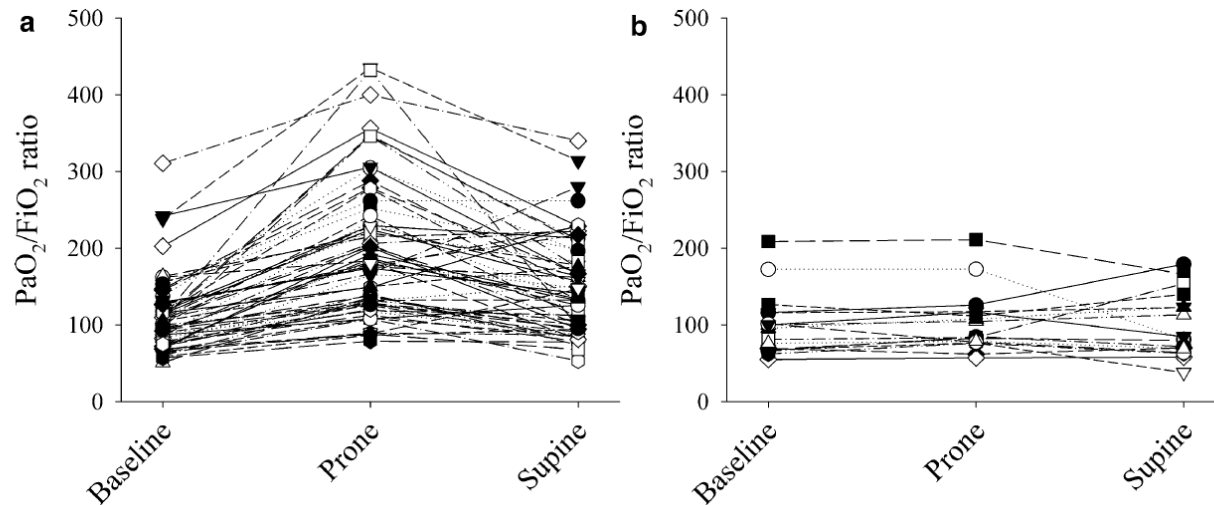 a
500
400
300
200
100
0
PaO₂/FiO₂ ratio
Baseline
Prone
Supine
b
500
400
300
200
100
0
PaO₂/FiO₂ ratio
Baseline
Prone
Supine